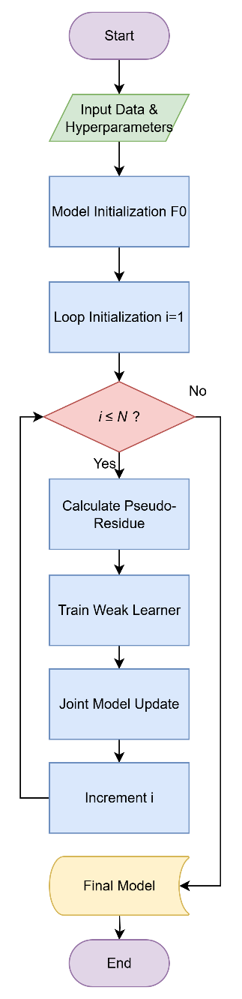 Start
Input Data &
Hyperparameters
Model Initialization F0
Loop Initialization i=1
No
i ≤ N ?
Yes
Calculate Pseudo-
Residue
Train Weak Learner
Joint Model Update
Increment i
Final Model
End